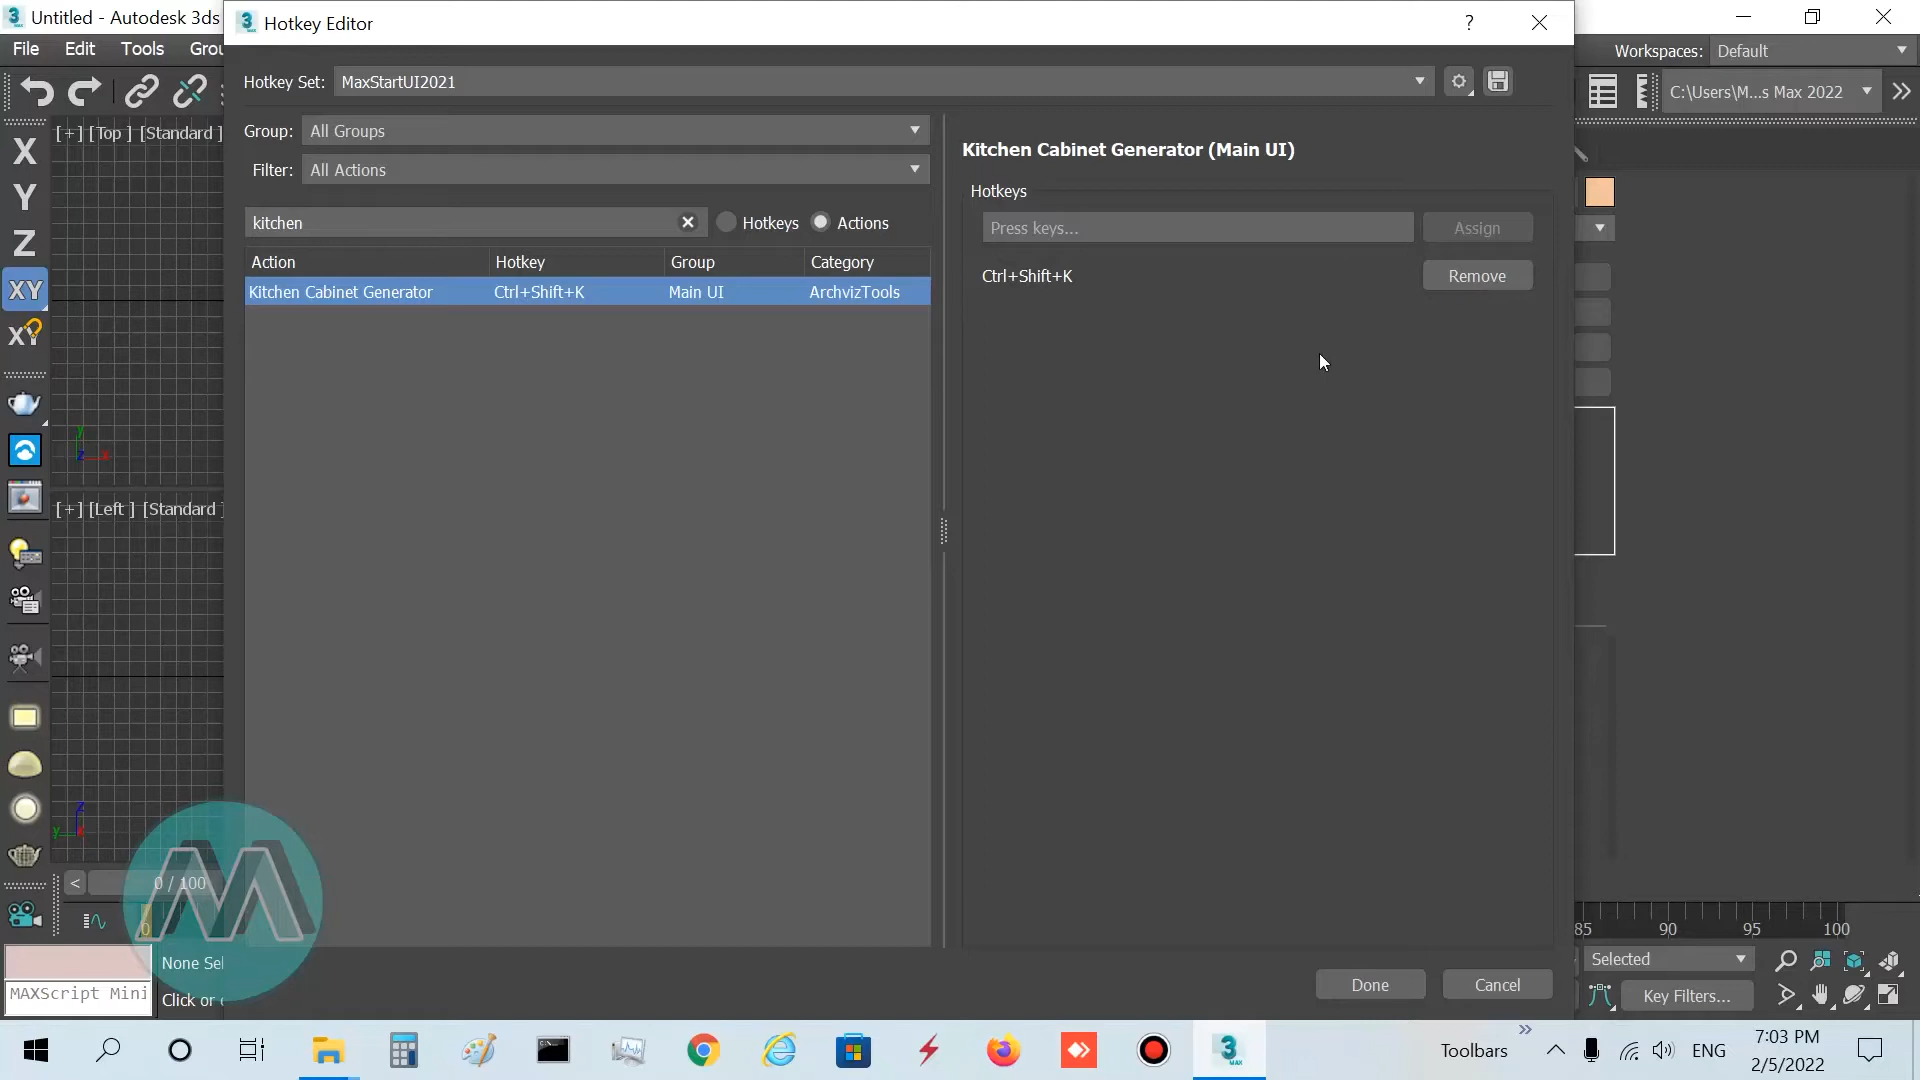 Untitled - Autodesk 3ds
Hotkey Editor
?
File Edit Tools Grou
Workspaces: Default
Hotkey Set: MaxStartUI2021
C:\Users\M...s Max 2022
Group: All Groups
[+] [Top ] [Standard ]
Kitchen Cabinet Generator (Main UI)
Filter: All Actions
Hotkeys
kitchen
Hotkeys
Actions
Press keys...
Assign
Action Hotkey Group Category
Ctrl+Shift+K
Remove
Kitchen Cabinet Generator Ctrl+Shift+K Main UI ArchvizTools
X
Y
Z
XY
XY
y
z x
[+] [Left ] [Standard ]
z
y x
< 0 / 100
0
85 90 95 100
None Sel
Selected
MAXScript Mini
Click or
Done
Cancel
Key Filters...
Toolbars
ENG
7:03 PM
2/5/2022
3
MAX